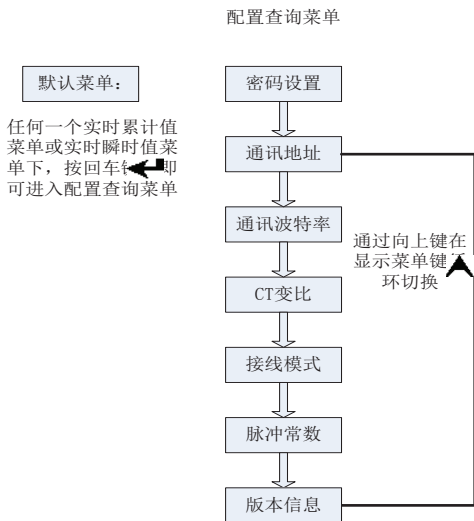 配置查询菜单
默认菜单：
任何一个实时累计值
菜单或实时瞬时值菜
单下，按回车 即
可进入配置查询菜单
密码设置
通讯地址
通讯波特率
CT变比
接线模式
脉冲常数
版本信息
通过向上键在
显示菜单键
环切换